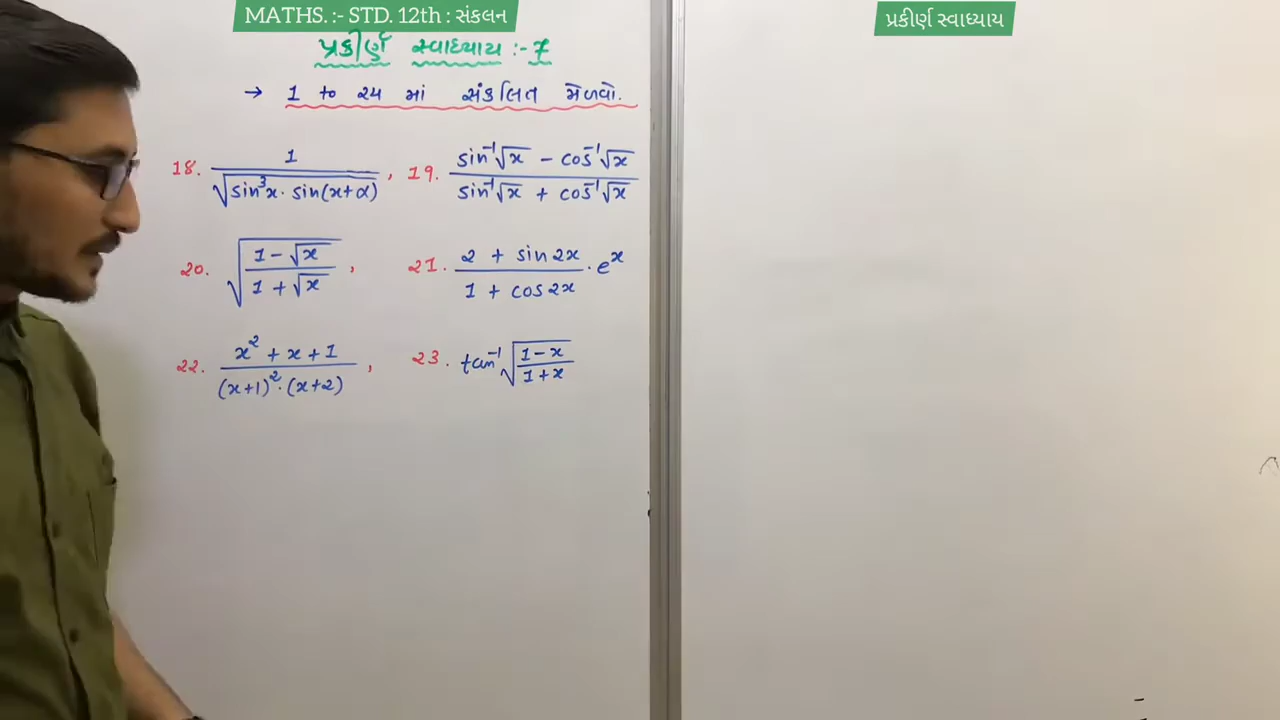 MATHS. :- STD. 12th : સંકલન
પ્રકીર્ણ સ્વાધ્યાય
પ્રકીર્ણ સ્વાધ્યાય :- 7
→ 1 to 24 માં સંકલિત મેળવો.
18. 1 / √(sin³x · sin(x+α)) , 19. (sin⁻¹√x − cos⁻¹√x) / (sin⁻¹√x + cos⁻¹√x)
20. √((1 − √x) / (1 + √x)) , 21. (2 + sin 2x) / (1 + cos 2x) · eˣ
22. (x² + x + 1) / ((x+1)² · (x+2)) , 23. tan⁻¹ √((1 − x) / (1 + x))